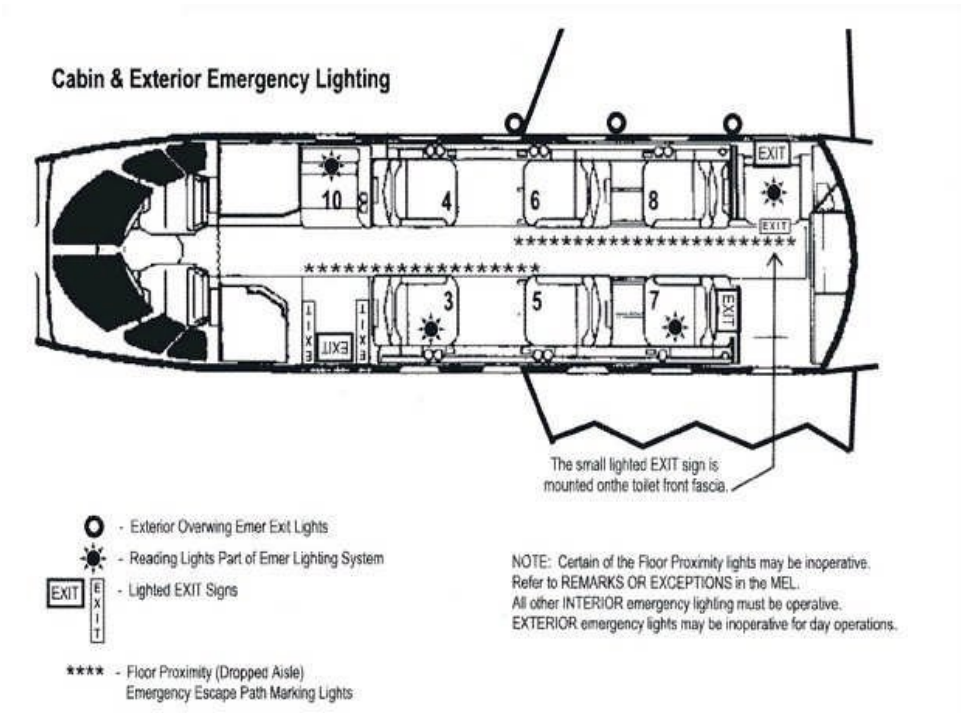 Cabin & Exterior Emergency Lighting
EXIT
10
4
6
8
EXIT
3
5
7
EXIT
EXIT
EXIT
EXIT
The small lighted EXIT sign is
mounted onthe toilet front fascia.
- Exterior Overwing Emer Exit Lights
- Reading Lights Part of Emer Lighting System
EXIT EXIT - Lighted EXIT Signs
**** - Floor Proximity (Dropped Aisle)
Emergency Escape Path Marking Lights
NOTE: Certain of the Floor Proximity lights may be inoperative.
Refer to REMARKS OR EXCEPTIONS in the MEL.
All other INTERIOR emergency lighting must be operative.
EXTERIOR emergency lights may be inoperative for day operations.